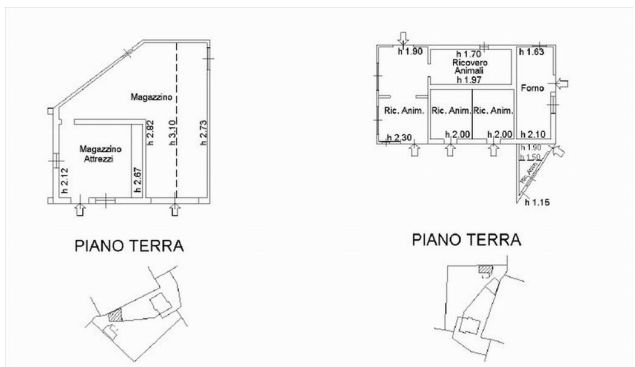 Magazzino
Magazzino
Attrezzi
h 2.12
h 2.67
h 2.82
h 3.10
h 2.73
PIANO TERRA
h 1.90
h 1.70
h 1.63
Ricovero
Animali
h 1.97
Forno
Ric. Anim.
Ric. Anim.
Ric. Anim.
h 2.30
h 2.00
h 2.00
h 2.10
h 1.90
h 1.50
Ric. Anim.
h 1.15
PIANO TERRA